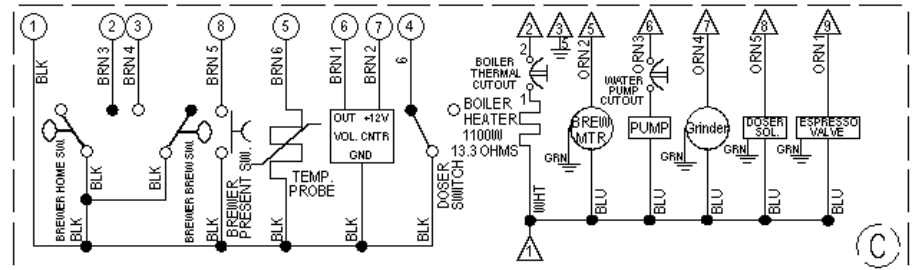 1 2 3 8 5 6 7 4
2 3 5 6 7 8 9
BLK
BRN 3
BRN 4
BRN 5
BRN 6
BRN 1
BRN 2
6
BREWER HOME SW.
BLK
BLK
BLK
BREWER BREW SW.
BREWER
PRESENT SW.
BLK
TEMP.
PROBE
BLK
OUT +12V
VOL. CNTR
GND
BLK
DOSER
SWITCH
BLK
2
BOILER
THERMAL
CUTOUT
1
BOILER
HEATER
1100W
13.3 OHMS
WHT
5
ORN 2
BREW
MTR
GRN
BLU
ORN 3
WATER
PUMP
CUTOUT
PUMP
GRN
BLU
ORN 4
Grinder
GRN
BLU
ORN 5
DOSER
SOL.
GRN
BLU
ORN 1
ESPRESSO
VALVE
GRN
BLU
1
C